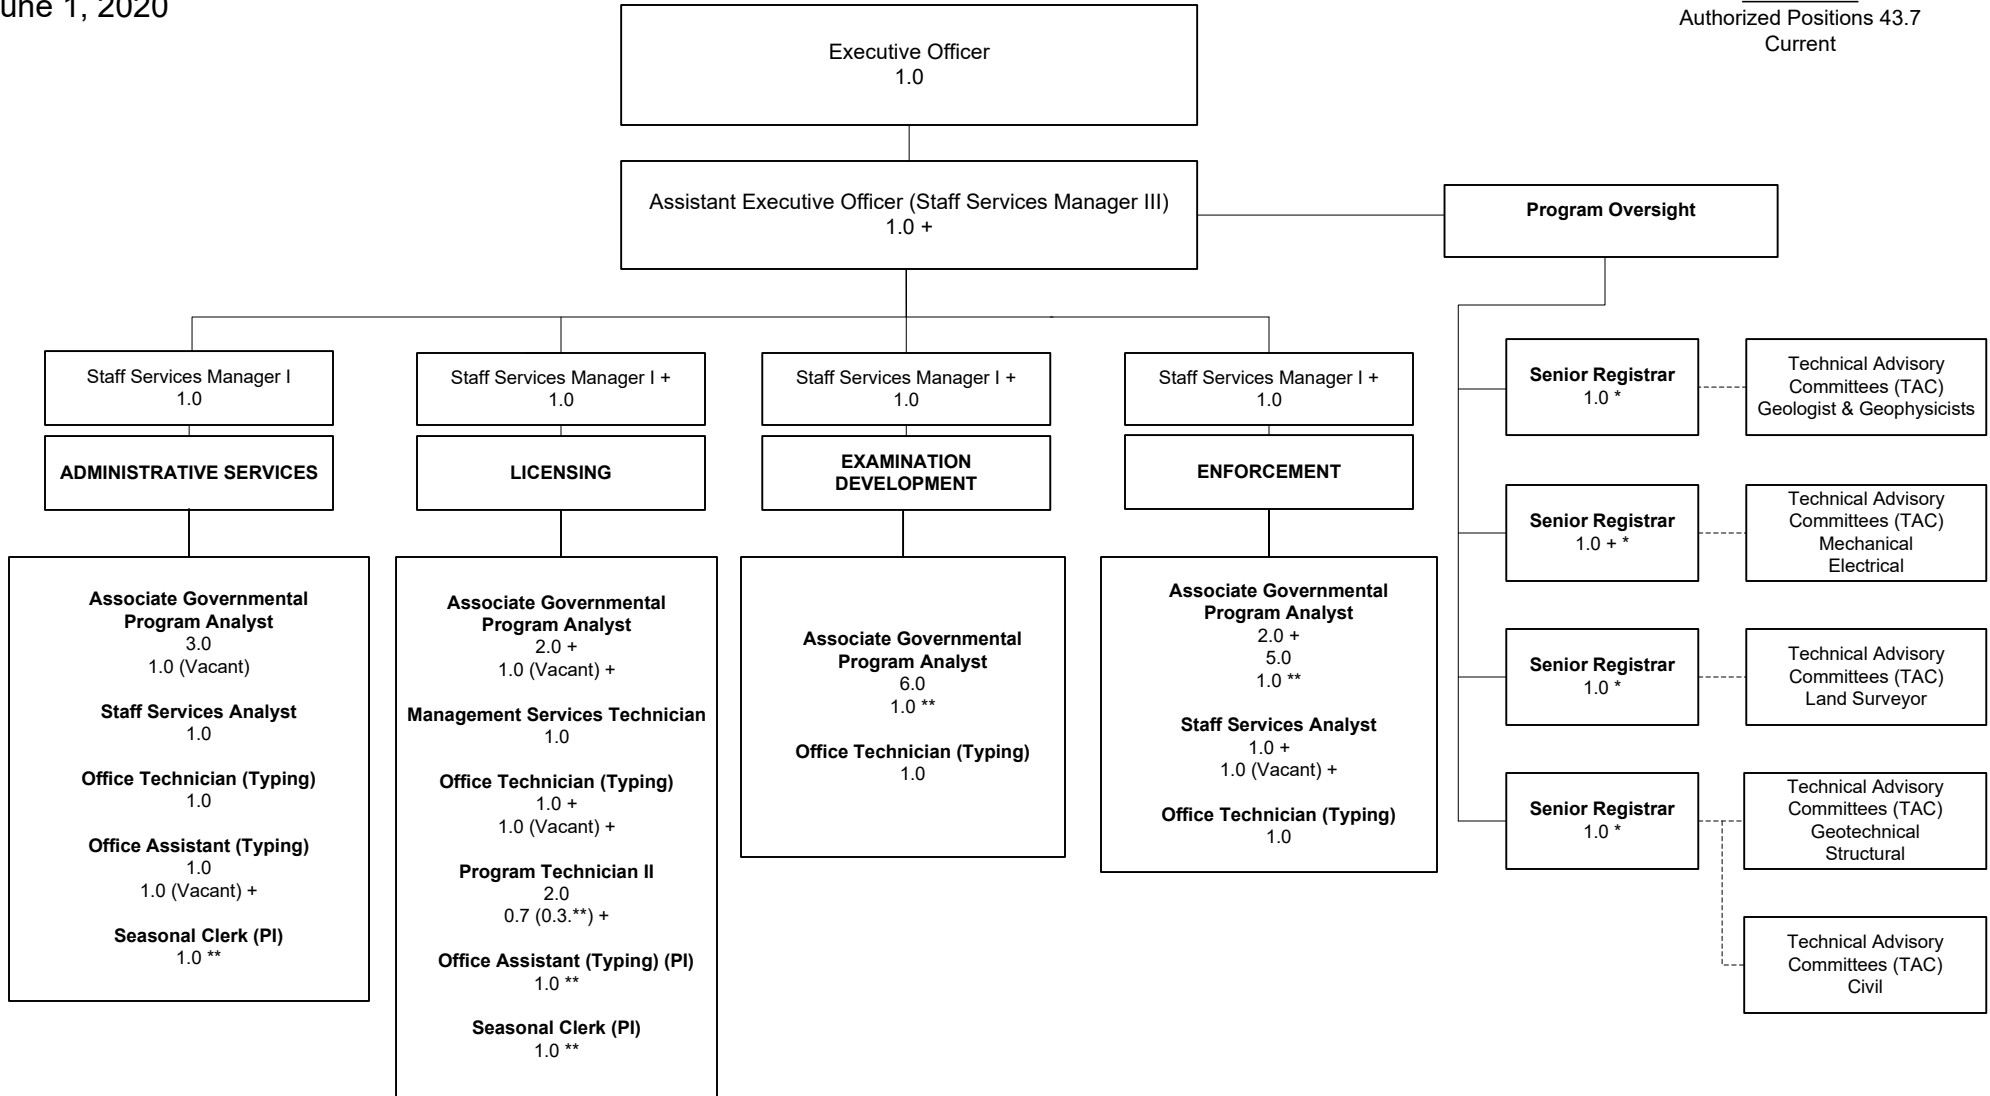 une 1, 2020
Authorized Positions 43.7
Current
Executive Officer
1.0
Assistant Executive Officer (Staff Services Manager III)
1.0 +
Program Oversight
Staff Services Manager I
1.0
ADMINISTRATIVE SERVICES
Associate Governmental
Program Analyst
3.0
1.0 (Vacant)
Staff Services Analyst
1.0
Office Technician (Typing)
1.0
Office Assistant (Typing)
1.0
1.0 (Vacant) +
Seasonal Clerk (PI)
1.0 **
Staff Services Manager I +
1.0
LICENSING
Associate Governmental
Program Analyst
2.0 +
1.0 (Vacant) +
Management Services Technician
1.0
Office Technician (Typing)
1.0 +
1.0 (Vacant) +
Program Technician II
2.0
0.7 (0.3.**) +
Office Assistant (Typing) (PI)
1.0 **
Seasonal Clerk (PI)
1.0 **
Staff Services Manager I +
1.0
EXAMINATION
DEVELOPMENT
Associate Governmental
Program Analyst
6.0
1.0 **
Office Technician (Typing)
1.0
Staff Services Manager I +
1.0
ENFORCEMENT
Associate Governmental
Program Analyst
2.0 +
5.0
1.0 **
Staff Services Analyst
1.0 +
1.0 (Vacant) +
Office Technician (Typing)
1.0
Senior Registrar
1.0 *
Technical Advisory
Committees (TAC)
Geologist & Geophysicists
Senior Registrar
1.0 + *
Technical Advisory
Committees (TAC)
Mechanical
Electrical
Senior Registrar
1.0 *
Technical Advisory
Committees (TAC)
Land Surveyor
Senior Registrar
1.0 *
Technical Advisory
Committees (TAC)
Geotechnical
Structural
Technical Advisory
Committees (TAC)
Civil